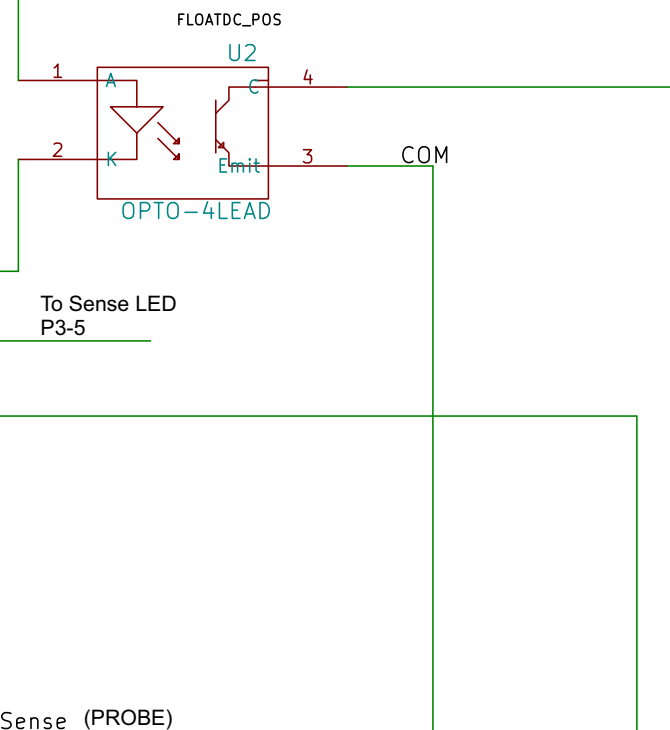 FLOATDC_POS
U2
1
A
C
4
2
K
Emit
3
COM
OPTO-4LEAD
To Sense LED
P3-5
Sense (PROBE)